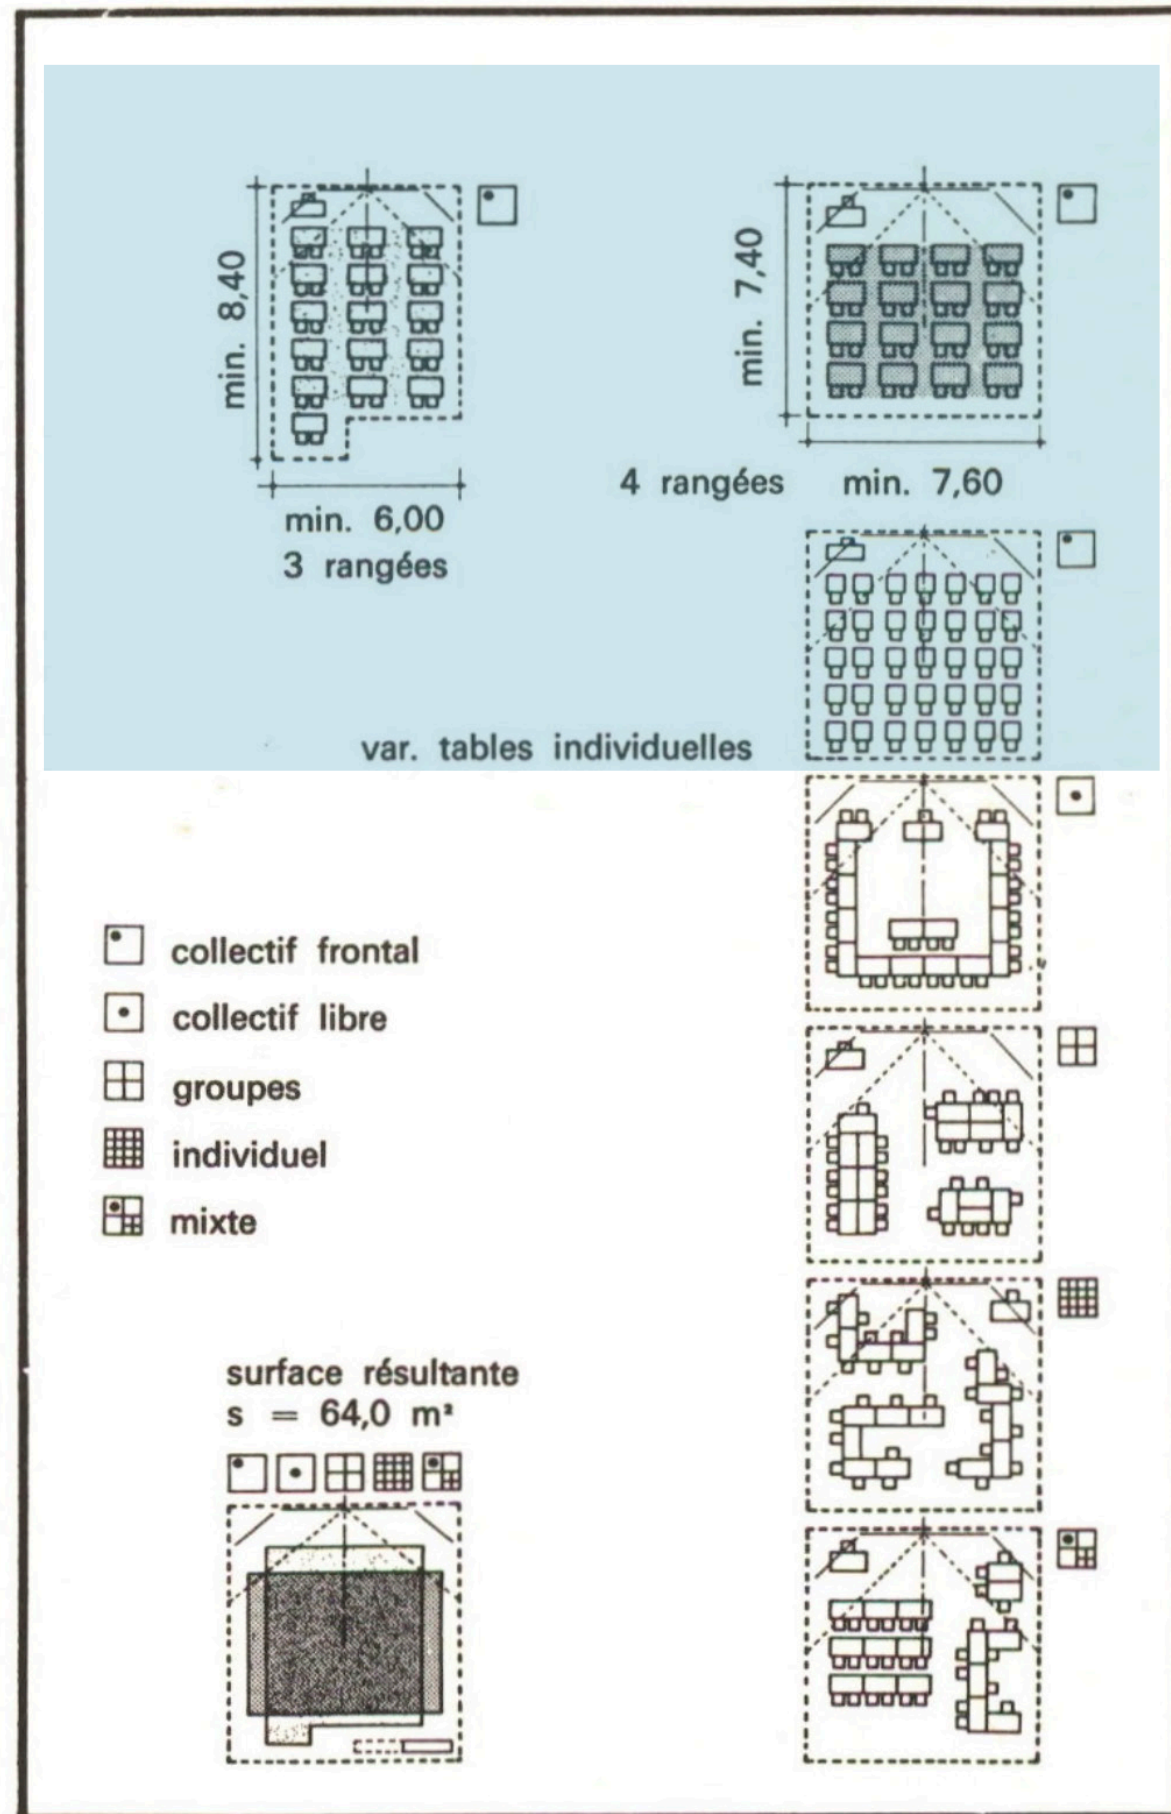 min. 8,40
min. 6,00
3 rangées
min. 7,40
4 rangées
min. 7,60
var. tables individuelles
collectif frontal
collectif libre
groupes
individuel
mixte
surface résultante
s = 64,0 m²